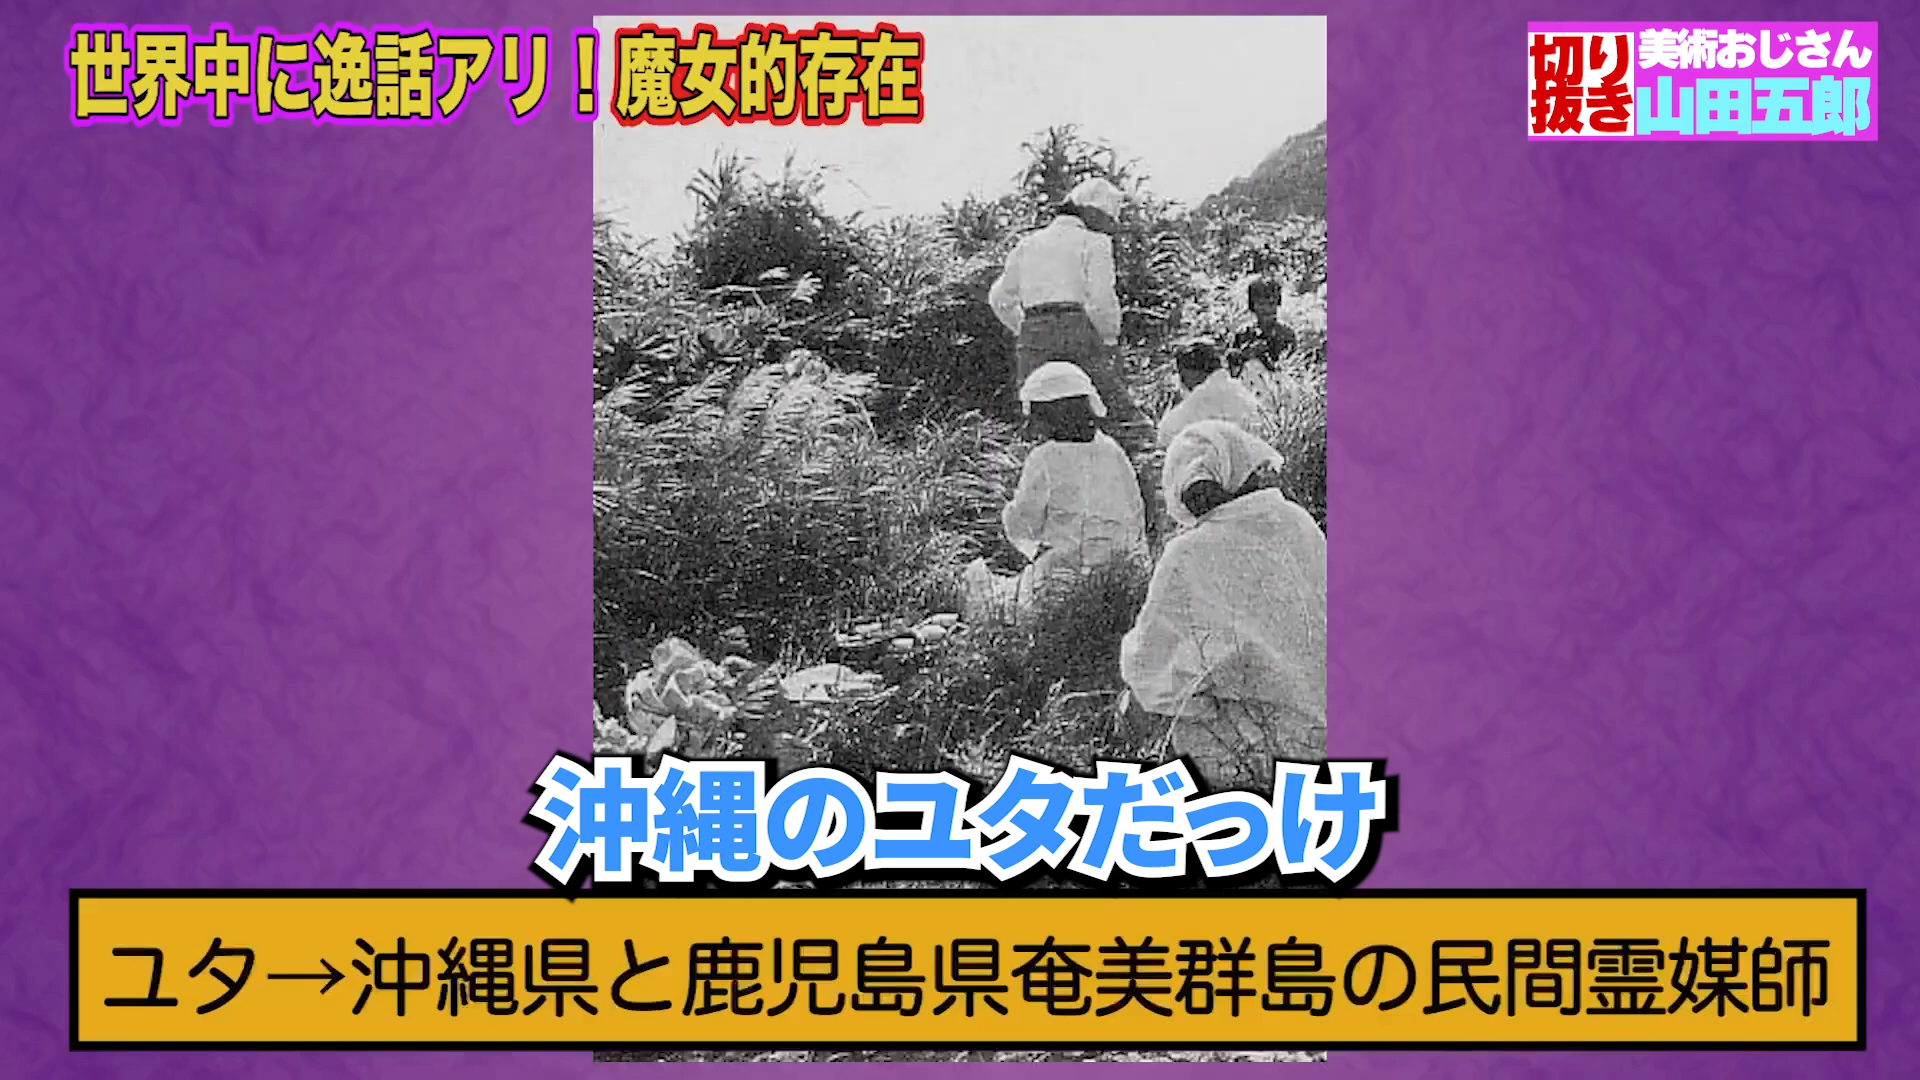 世界中に逸話アリ！魔女的存在
切り抜き
美術おじさん
山田五郎
沖縄のユタだっけ
ユタ→沖縄県と鹿児島県奄美群島の民間霊媒師